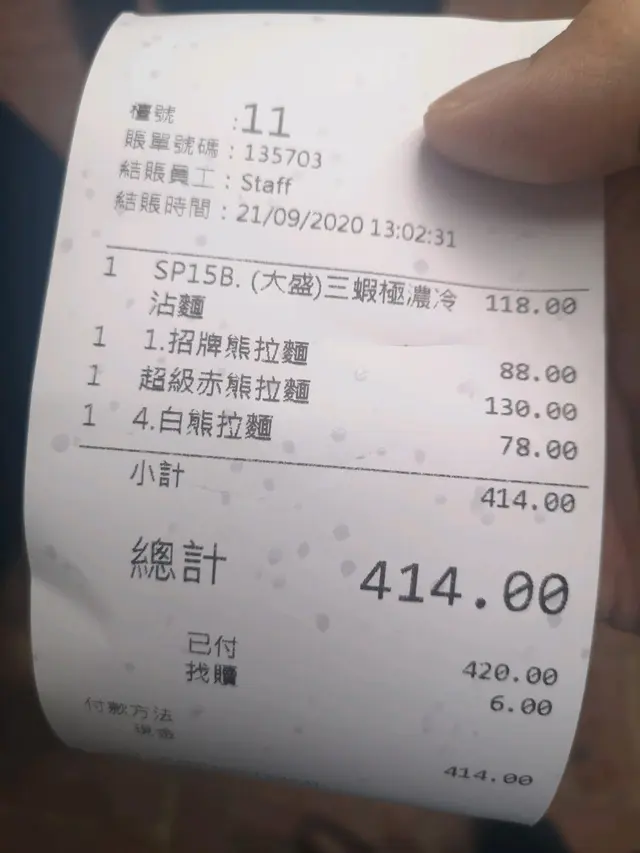 檯號 :11
賬單號碼 : 135703
結賬員工 : Staff
結賬時間 : 21/09/2020 13:02:31
1 SP15B. (大盛)三蝦極濃冷 118.00
沾麵
1 1.招牌熊拉麵 88.00
1 超級赤熊拉麵 130.00
1 4.白熊拉麵 78.00
小計 414.00
總計 414.00
已付 420.00
找贖 6.00
付款方法
現金 414.00